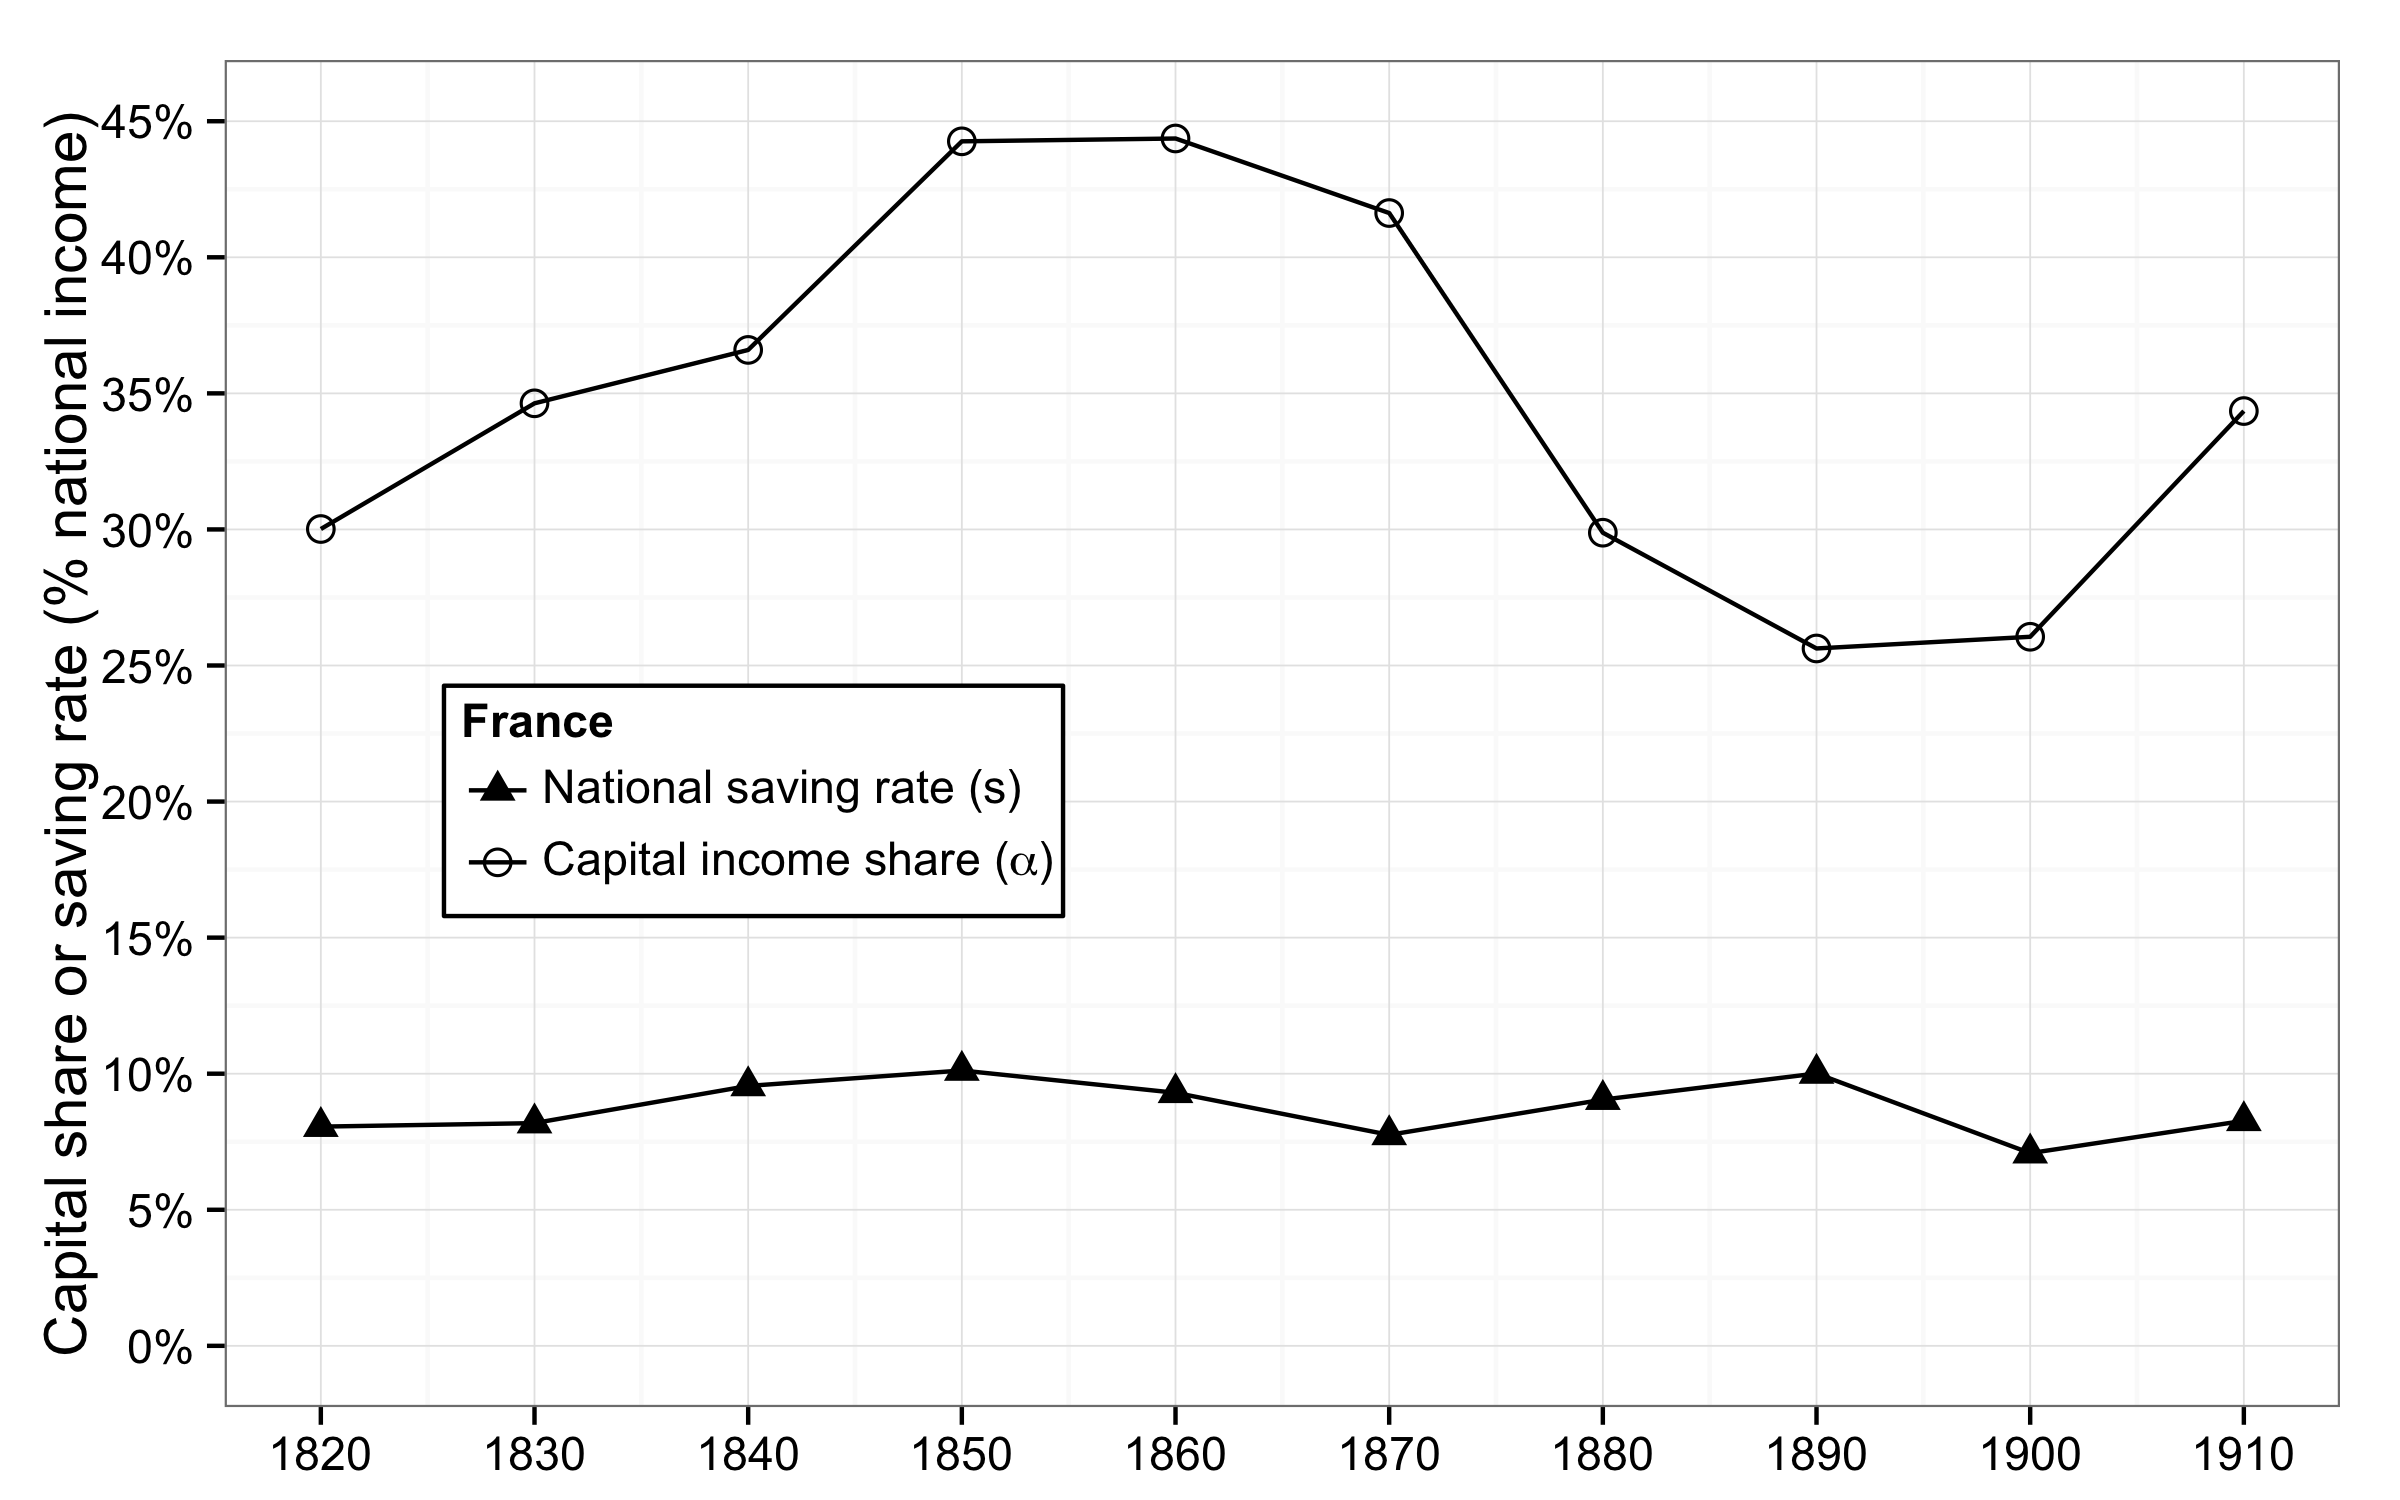 Capital share or saving rate (% national income)
45%
40%
35%
30%
25%
20%
15%
10%
5%
0%
France
National saving rate (s)
Capital income share (α)
1820 1830 1840 1850 1860 1870 1880 1890 1900 1910